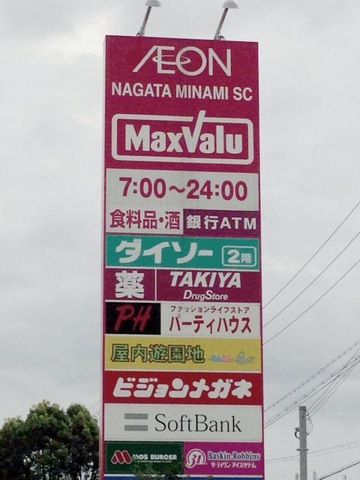 ÆON
NAGATA MINAMI SC
MaxValu
7:00~24:00
食料品・酒 銀行ATM
ダイソー 2階
薬 TAKIYA
DrugStore
PH ファッションライフストア
パーティハウス
屋内遊園地
ビジョンメガネ
SoftBank
MOS BURGER 31 Baskin Robbins
サーティワン アイスクリーム